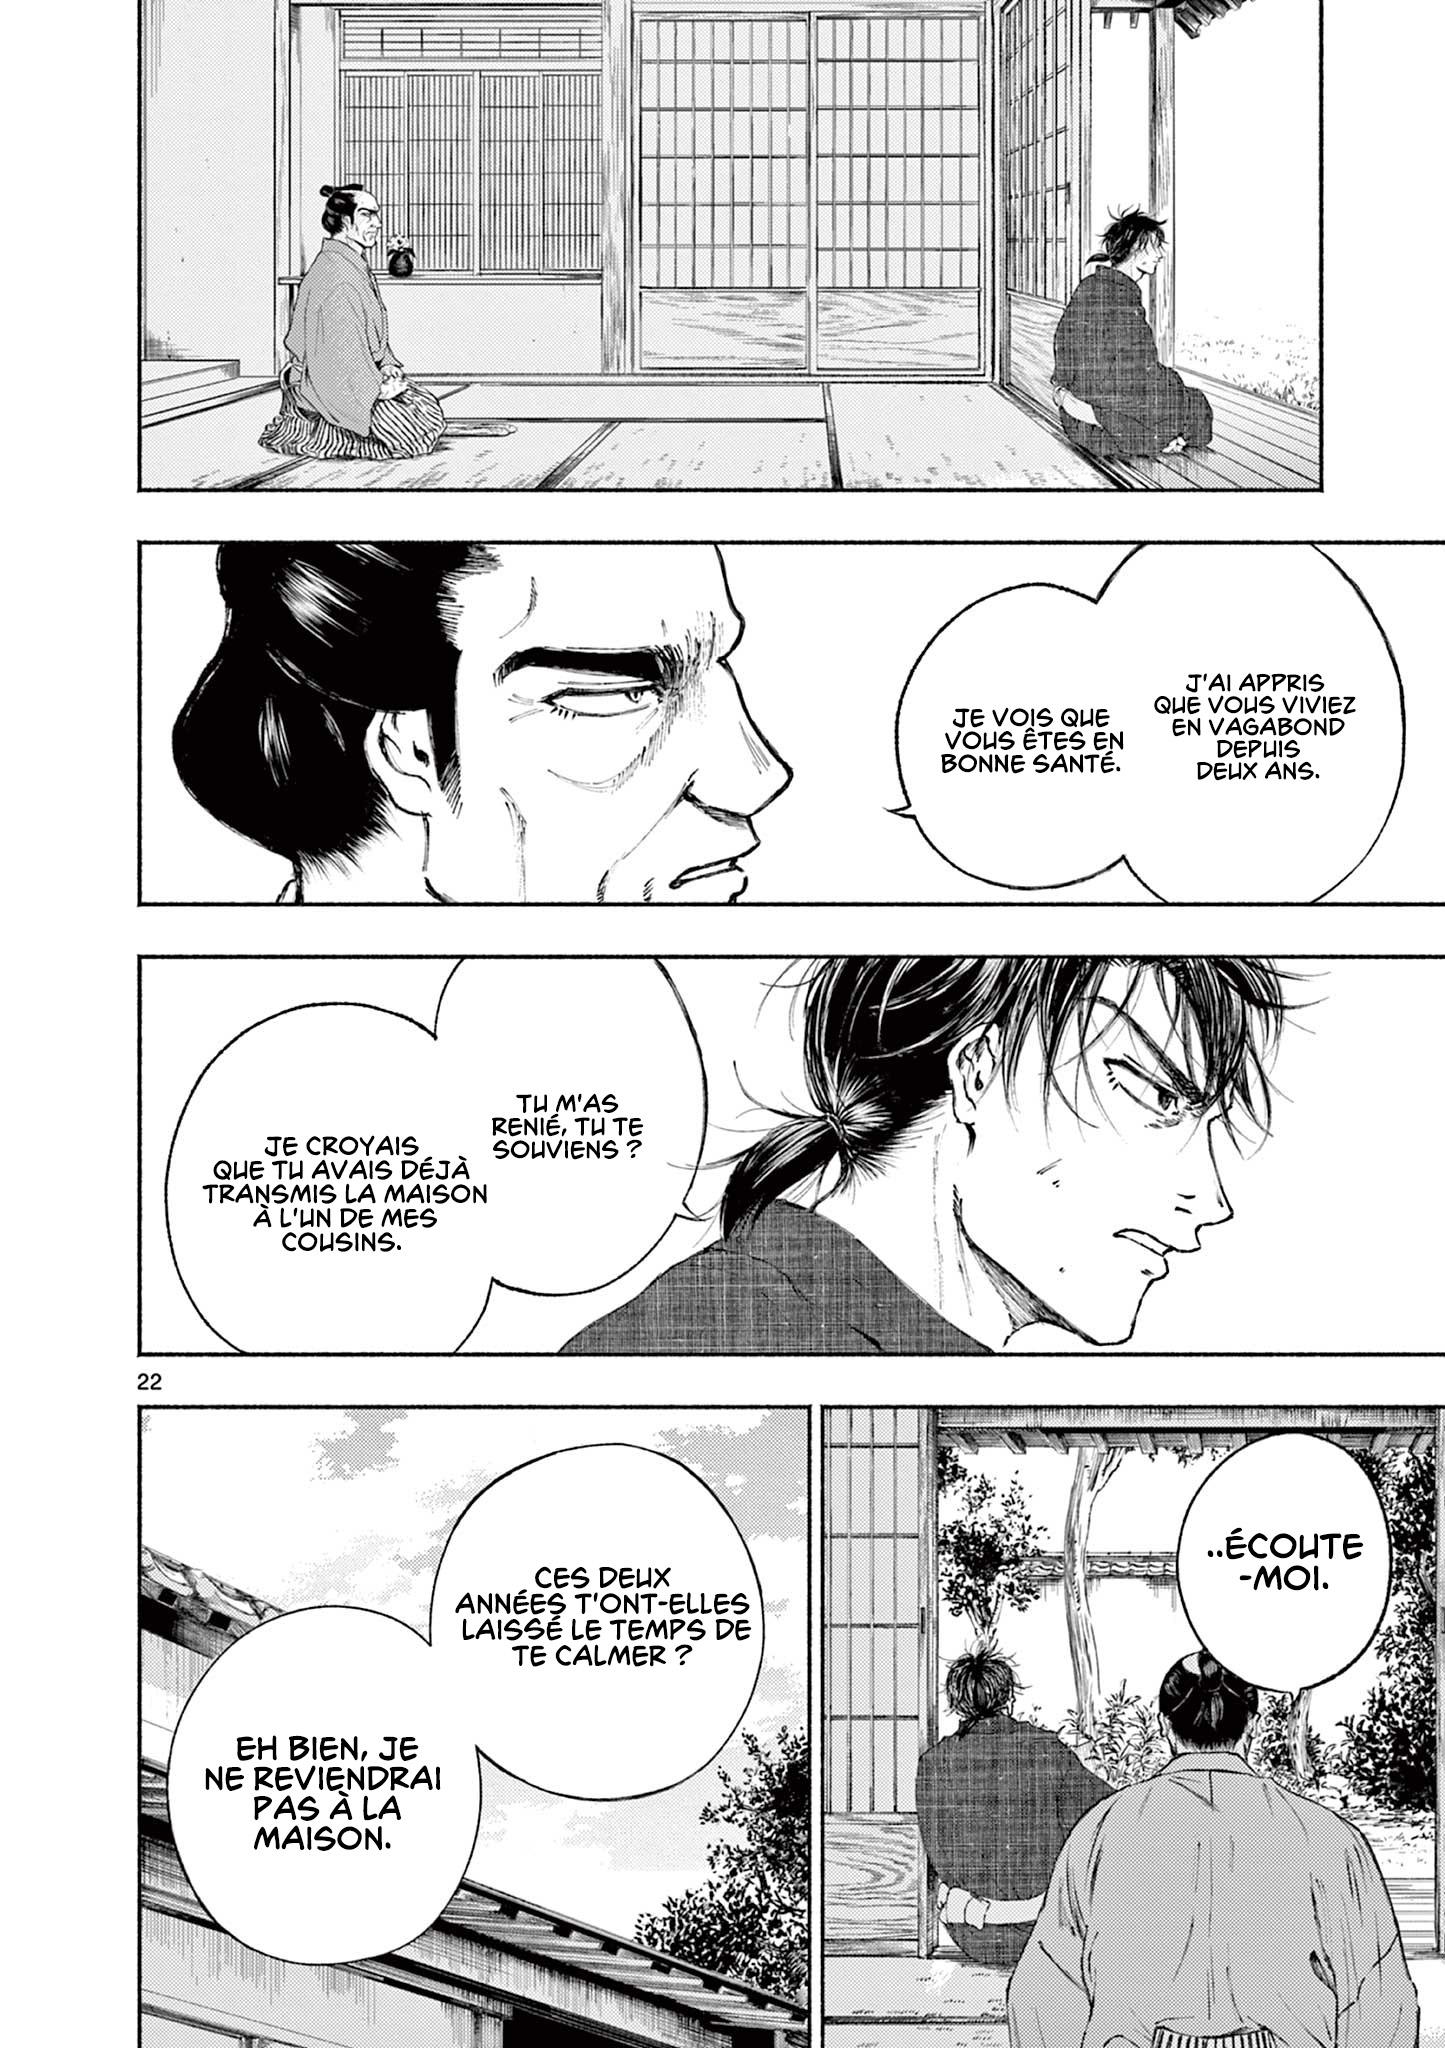 J'AI APPRIS
QUE VOUS VIVIEZ
EN VAGABOND
DEPUIS
DEUX ANS.
JE VOIS QUE
VOUS ÊTES EN
BONNE SANTÉ.
TU M'AS
RENIÉ, TU TE
SOUVIENS ?
JE CROYAIS
QUE TU AVAIS DÉJÀ
TRANSMIS LA MAISON
À L'UN DE MES
COUSINS.
22
..ÉCOUTE
-MOI.
CES DEUX
ANNÉES T'ONT-ELLES
LAISSÉ LE TEMPS DE
TE CALMER ?
EH BIEN, JE
NE REVIENDRAI
PAS À LA
MAISON.